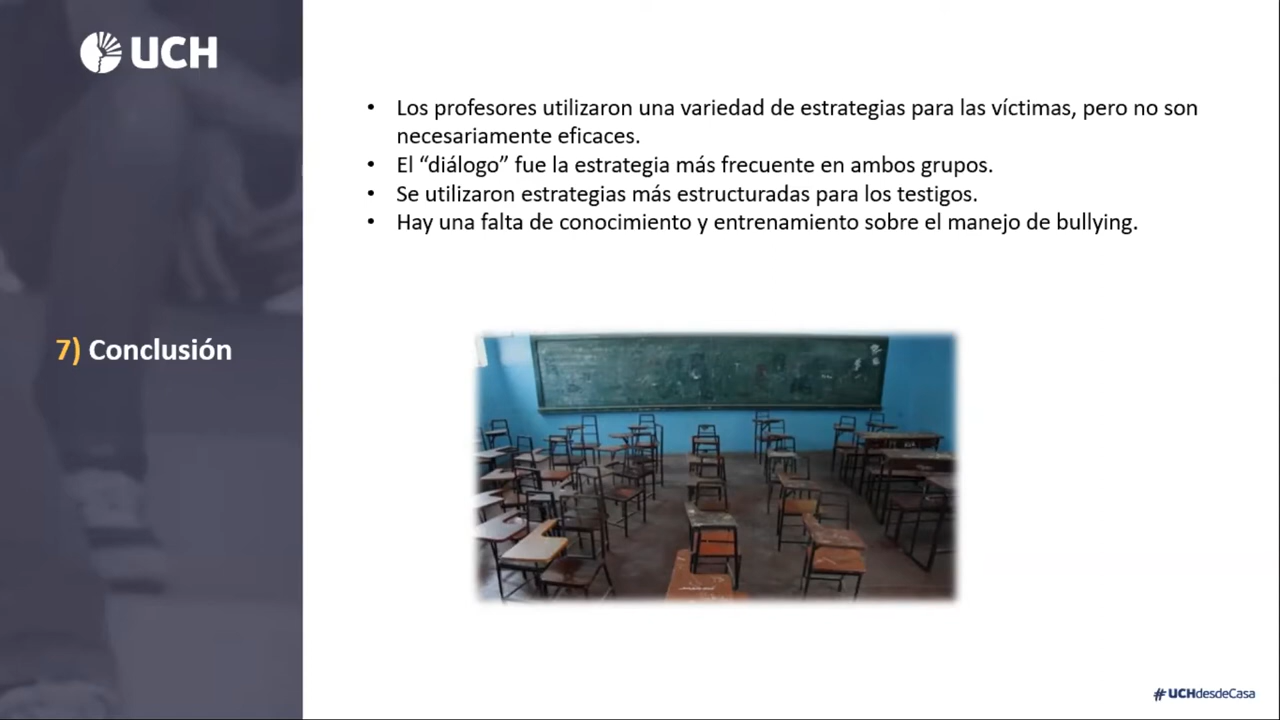 UCH
• Los profesores utilizaron una variedad de estrategias para las víctimas, pero no son
necesariamente eficaces.
• El “diálogo” fue la estrategia más frecuente en ambos grupos.
• Se utilizaron estrategias más estructuradas para los testigos.
• Hay una falta de conocimiento y entrenamiento sobre el manejo de bullying.
7) Conclusión
#UCHdesdeCasa